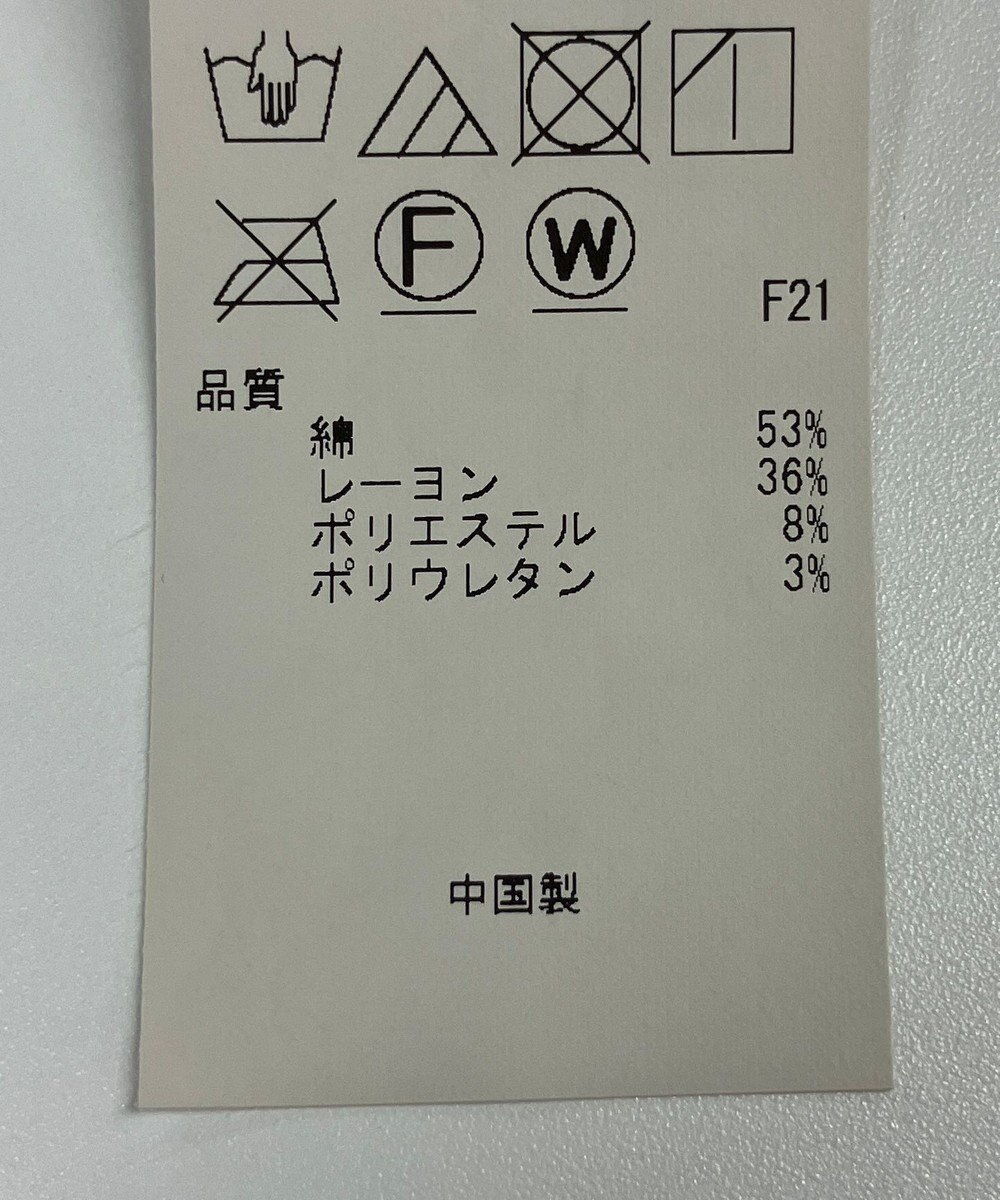 F W
F21
品質
綿 53%
レーヨン 36%
ポリエステル 8%
ポリウレタン 3%
中国製